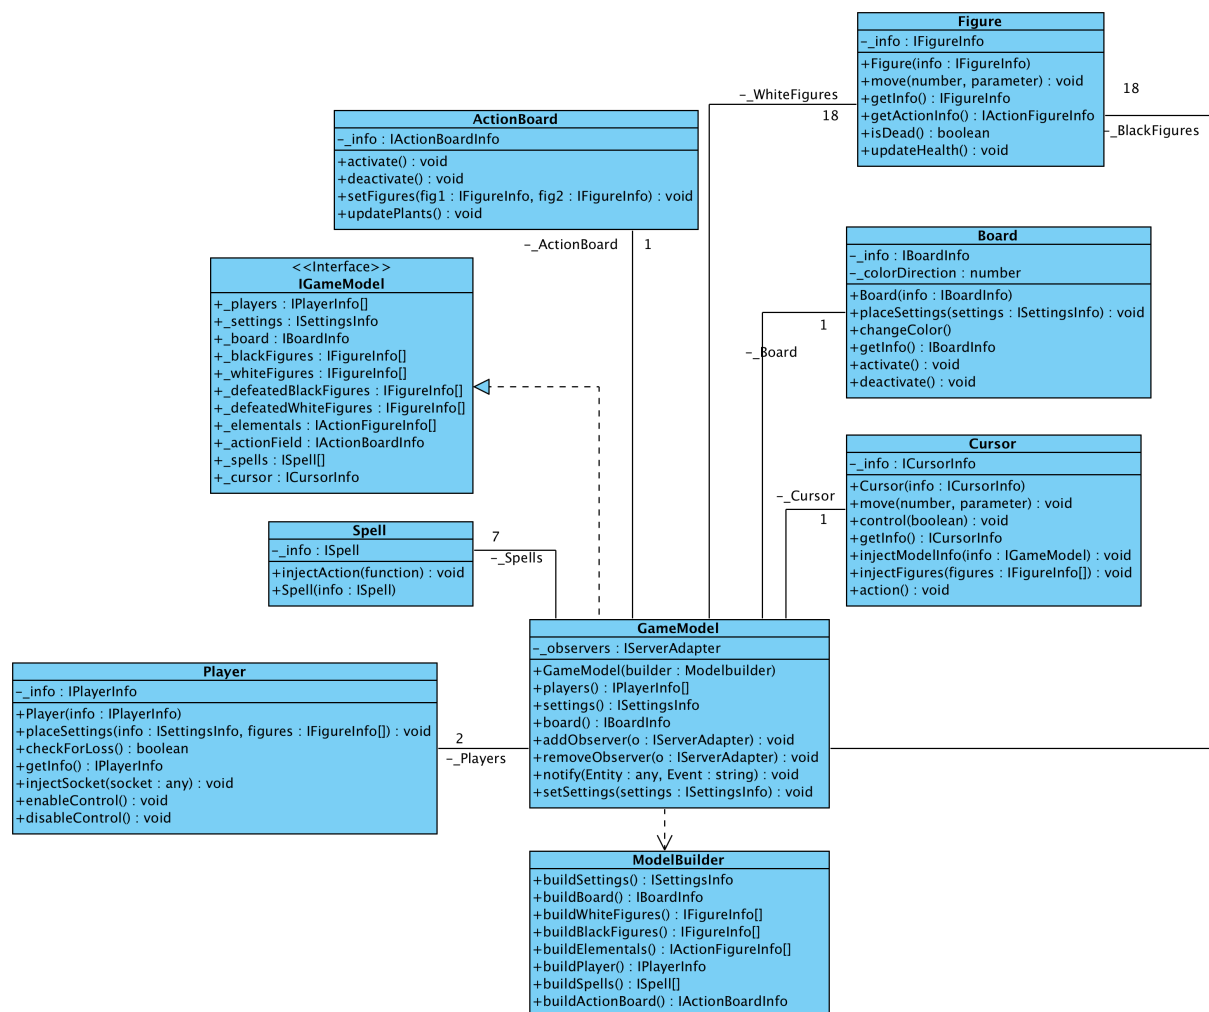 Figure
-_info : IFigureInfo
+Figure(info : IFigureInfo)
+move(number, parameter) : void
+getInfo() : IFigureInfo
+getActionInfo() : IActionFigureInfo
+isDead() : boolean
+updateHealth() : void
-_WhiteFigures
18
18
-_BlackFigures
ActionBoard
-_info : IActionBoardInfo
+activate() : void
+deactivate() : void
+setFigures(fig1 : IFigureInfo, fig2 : IFigureInfo) : void
+updatePlants() : void
-_ActionBoard
1
Board
-_info : IBoardInfo
-_colorDirection : number
+Board(info : IBoardInfo)
+placeSettings(settings : ISettingsInfo) : void
+changeColor()
+getInfo() : IBoardInfo
+activate() : void
+deactivate() : void
1
-_Board
<<Interface>>
IGameModel
+_players : IPlayerInfo[]
+_settings : ISettingsInfo
+_board : IBoardInfo
+_blackFigures : IFigureInfo[]
+_whiteFigures : IFigureInfo[]
+_defeatedBlackFigures : IFigureInfo[]
+_defeatedWhiteFigures : IFigureInfo[]
+_elementals : IActionFigureInfo[]
+_actionField : IActionBoardInfo
+_spells : ISpell[]
+_cursor : ICursorInfo
Cursor
-_info : ICursorInfo
+Cursor(info : ICursorInfo)
+move(number, parameter) : void
+control(boolean) : void
+getInfo() : ICursorInfo
+injectModelInfo(info : IGameModel) : void
+injectFigures(figures : IFigureInfo[]) : void
+action() : void
-_Cursor
1
Spell
-_info : ISpell
+injectAction(function) : void
+Spell(info : ISpell)
7
-_Spells
GameModel
-_observers : IServerAdapter
+GameModel(builder : Modelbuilder)
+players() : IPlayerInfo[]
+settings() : ISettingsInfo
+board() : IBoardInfo
+addObserver(o : IServerAdapter) : void
+removeObserver(o : IServerAdapter) : void
+notify(Entity : any, Event : string) : void
+setSettings(settings : ISettingsInfo) : void
Player
-_info : IPlayerInfo
+Player(info : IPlayerInfo)
+placeSettings(info : ISettingsInfo, figures : IFigureInfo[]) : void
+checkForLoss() : boolean
+getInfo() : IPlayerInfo
+injectSocket(socket : any) : void
+enableControl() : void
+disableControl() : void
2
-_Players
ModelBuilder
+buildSettings() : ISettingsInfo
+buildBoard() : IBoardInfo
+buildWhiteFigures() : IFigureInfo[]
+buildBlackFigures() : IFigureInfo[]
+buildElementals() : IActionFigureInfo[]
+buildPlayer() : IPlayerInfo
+buildSpells() : ISpell[]
+buildActionBoard() : IActionBoardInfo